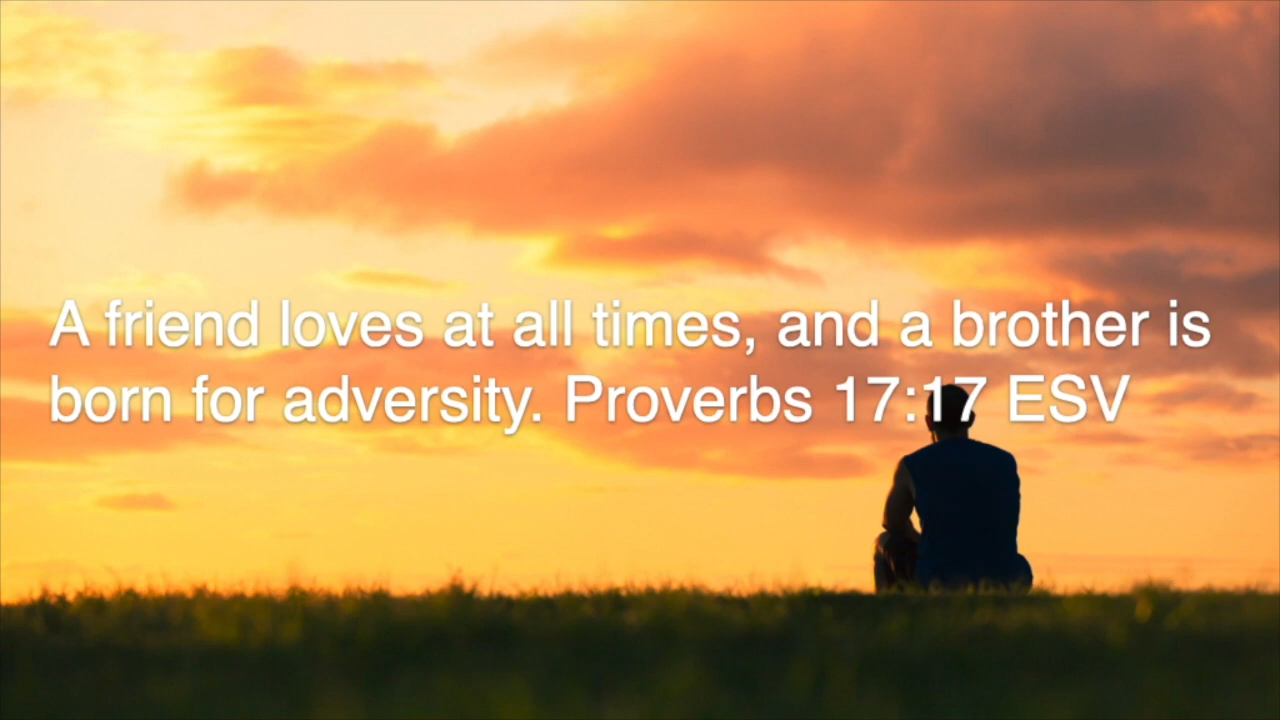 A friend loves at all times, and a brother is
born for adversity. Proverbs 17:17 ESV